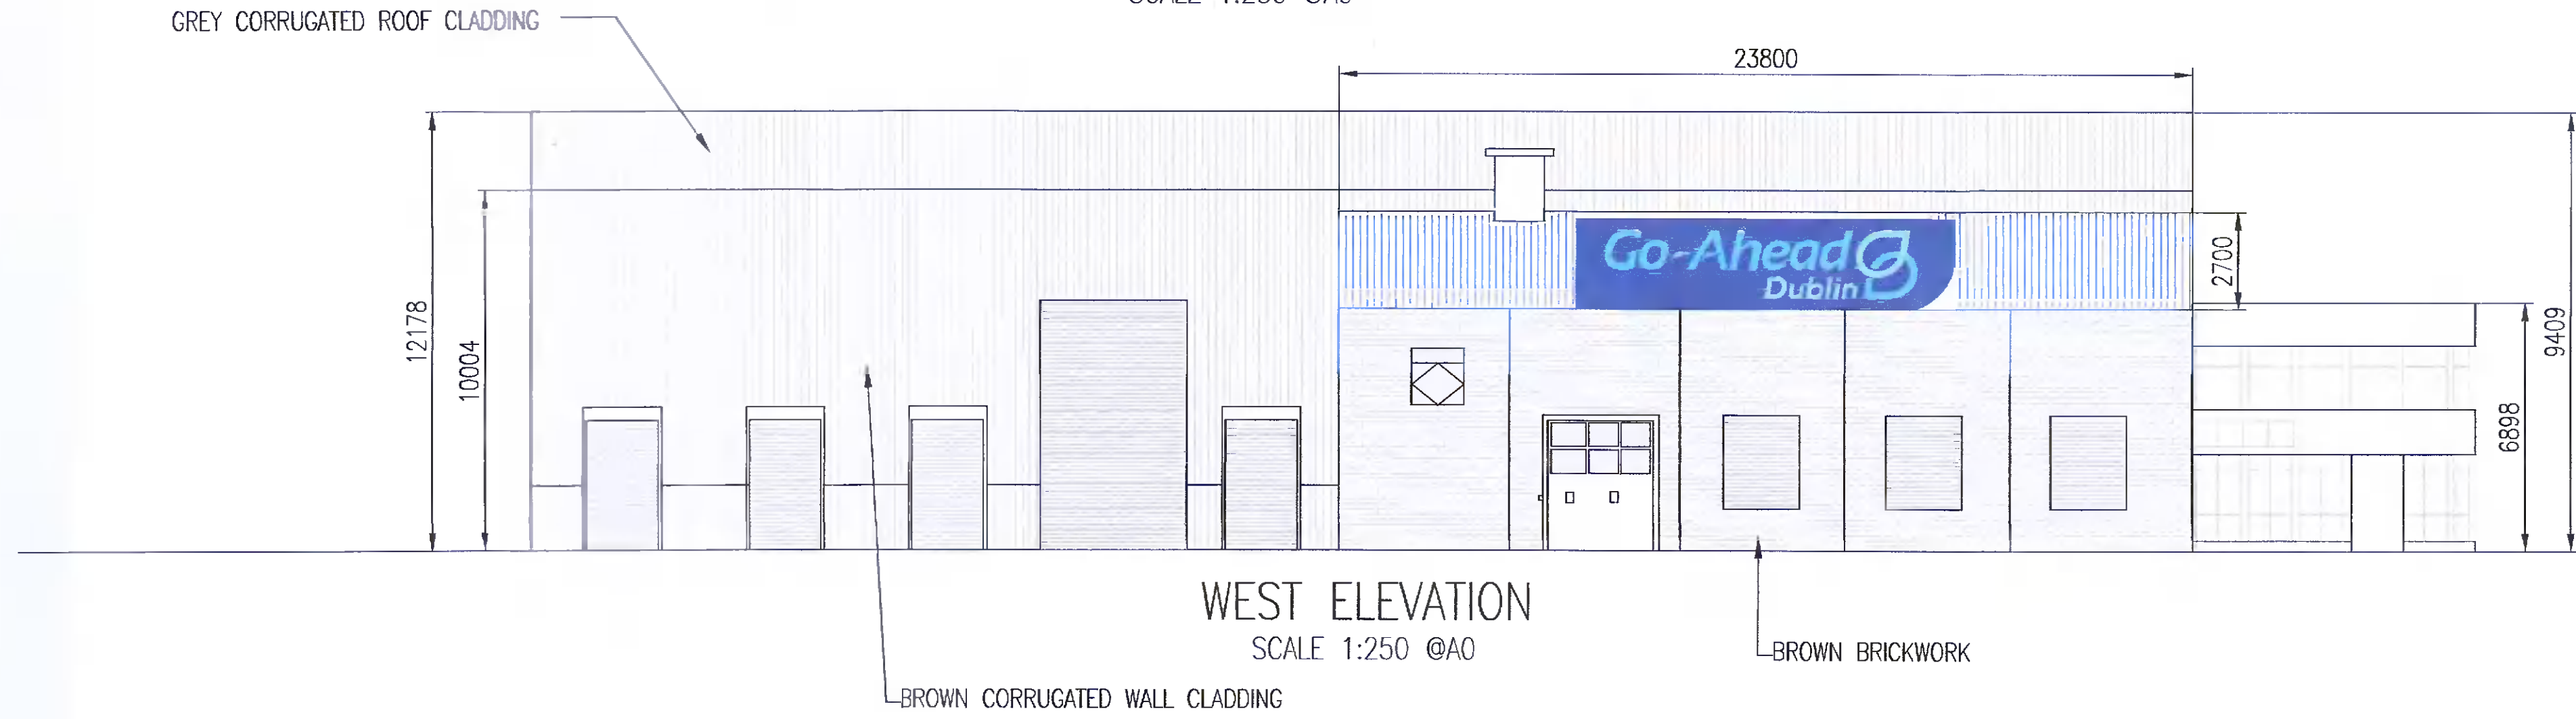 GREY CORRUGATED ROOF CLADDING
23800
Go-Ahead
Dublin
2700
12178
10004
9409
6898
WEST ELEVATION
SCALE 1:250 @A0
BROWN BRICKWORK
BROWN CORRUGATED WALL CLADDING